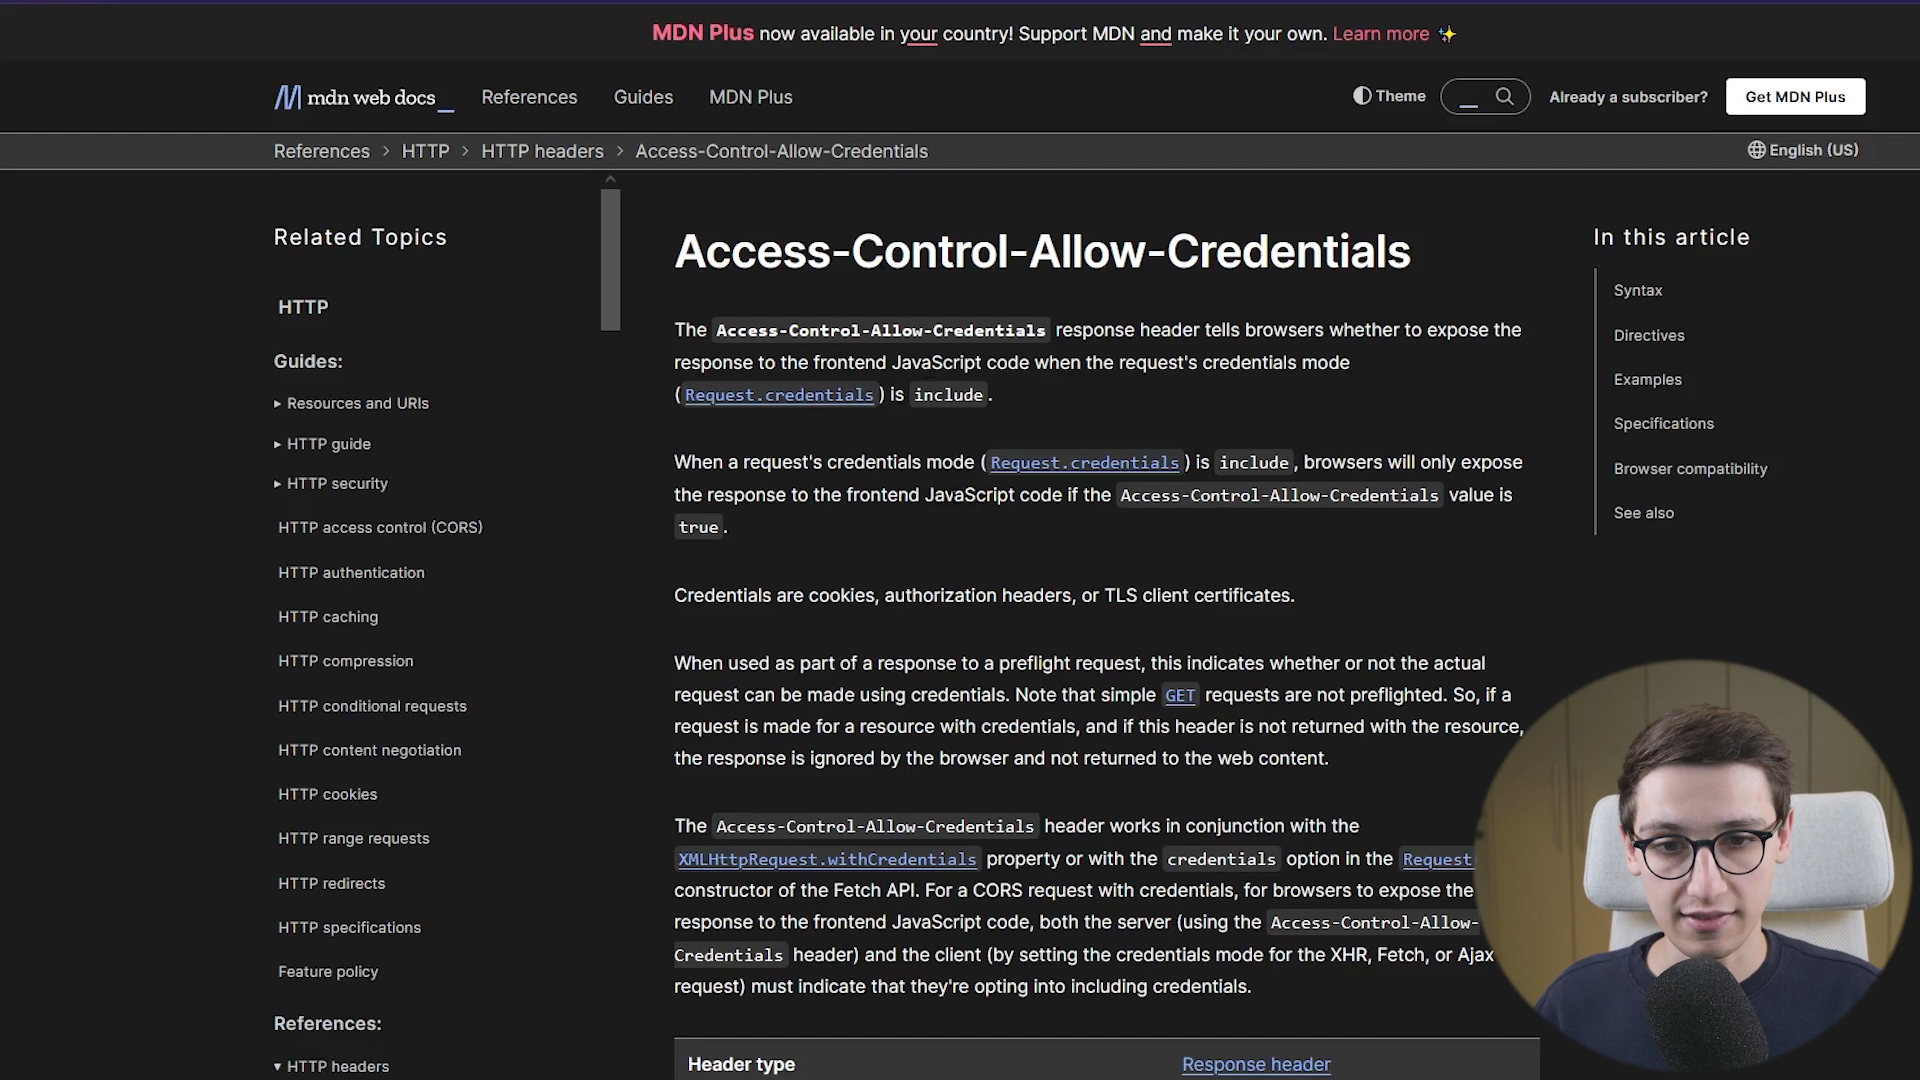 MDN Plus now available in your country! Support MDN and make it your own. Learn more ✨
mdn web docs_
References
Guides
MDN Plus
Theme
Already a subscriber?
Get MDN Plus
References > HTTP > HTTP headers > Access-Control-Allow-Credentials
English (US)
Related Topics
HTTP
Guides:
▸ Resources and URIs
▸ HTTP guide
▸ HTTP security
HTTP access control (CORS)
HTTP authentication
HTTP caching
HTTP compression
HTTP conditional requests
HTTP content negotiation
HTTP cookies
HTTP range requests
HTTP redirects
HTTP specifications
Feature policy
References:
▾ HTTP headers
Access-Control-Allow-Credentials
The Access-Control-Allow-Credentials response header tells browsers whether to expose the
response to the frontend JavaScript code when the request's credentials mode
(Request.credentials) is include.
When a request's credentials mode (Request.credentials) is include, browsers will only expose
the response to the frontend JavaScript code if the Access-Control-Allow-Credentials value is
true.
Credentials are cookies, authorization headers, or TLS client certificates.
When used as part of a response to a preflight request, this indicates whether or not the actual
request can be made using credentials. Note that simple GET requests are not preflighted. So, if a
request is made for a resource with credentials, and if this header is not returned with the resource,
the response is ignored by the browser and not returned to the web content.
The Access-Control-Allow-Credentials header works in conjunction with the
XMLHttpRequest.withCredentials property or with the credentials option in the Request
constructor of the Fetch API. For a CORS request with credentials, for browsers to expose the
response to the frontend JavaScript code, both the server (using the Access-Control-Allow-
Credentials header) and the client (by setting the credentials mode for the XHR, Fetch, or Ajax
request) must indicate that they're opting into including credentials.
Header type
Response header
In this article
Syntax
Directives
Examples
Specifications
Browser compatibility
See also